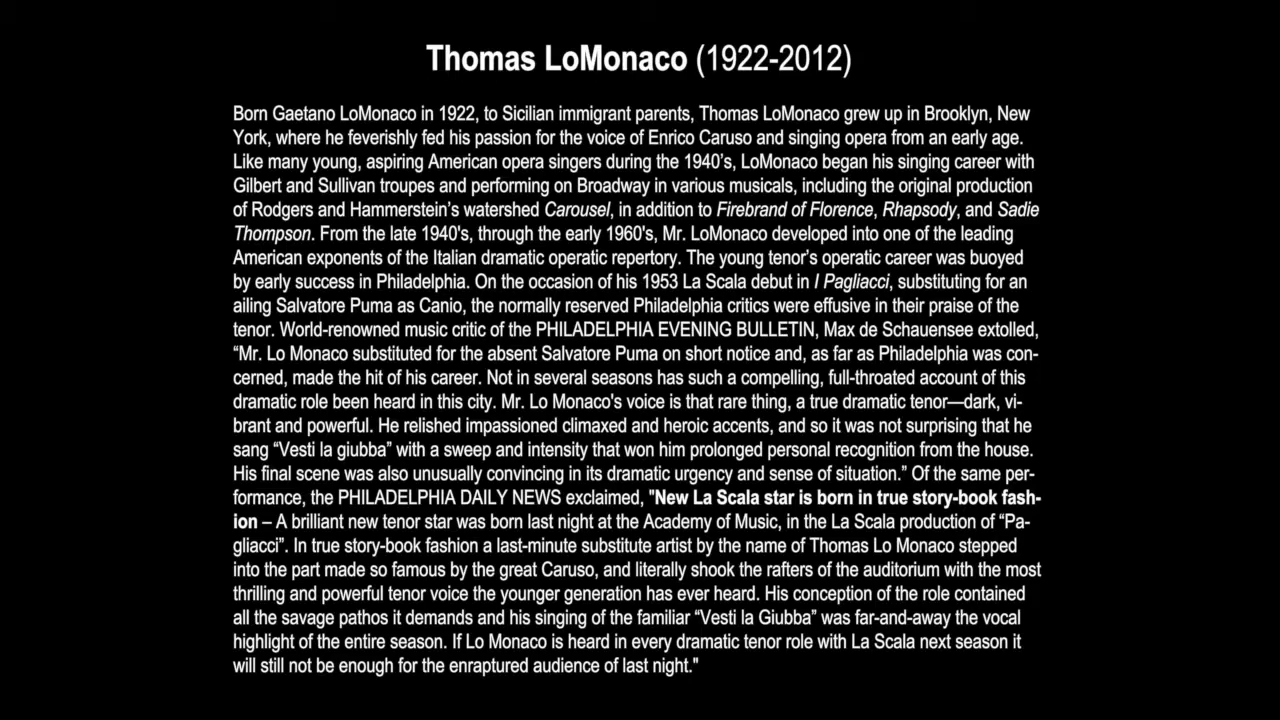 Thomas LoMonaco (1922-2012)
Born Gaetano LoMonaco in 1922, to Sicilian immigrant parents, Thomas LoMonaco grew up in Brooklyn, New
York, where he feverishly fed his passion for the voice of Enrico Caruso and singing opera from an early age.
Like many young, aspiring American opera singers during the 1940’s, LoMonaco began his singing career with
Gilbert and Sullivan troupes and performing on Broadway in various musicals, including the original production
of Rodgers and Hammerstein’s watershed Carousel, in addition to Firebrand of Florence, Rhapsody, and Sadie
Thompson. From the late 1940's, through the early 1960's, Mr. LoMonaco developed into one of the leading
American exponents of the Italian dramatic operatic repertory. The young tenor's operatic career was buoyed
by early success in Philadelphia. On the occasion of his 1953 La Scala debut in I Pagliacci, substituting for an
ailing Salvatore Puma as Canio, the normally reserved Philadelphia critics were effusive in their praise of the
tenor. World-renowned music critic of the PHILADELPHIA EVENING BULLETIN, Max de Schauensee extolled,
“Mr. Lo Monaco substituted for the absent Salvatore Puma on short notice and, as far as Philadelphia was con-
cerned, made the hit of his career. Not in several seasons has such a compelling, full-throated account of this
dramatic role been heard in this city. Mr. Lo Monaco's voice is that rare thing, a true dramatic tenor—dark, vi-
brant and powerful. He relished impassioned climaxed and heroic accents, and so it was not surprising that he
sang “Vesti la giubba” with a sweep and intensity that won him prolonged personal recognition from the house.
His final scene was also unusually convincing in its dramatic urgency and sense of situation.” Of the same per-
formance, the PHILADELPHIA DAILY NEWS exclaimed, "New La Scala star is born in true story-book fash-
ion – A brilliant new tenor star was born last night at the Academy of Music, in the La Scala production of “Pa-
gliacci”. In true story-book fashion a last-minute substitute artist by the name of Thomas Lo Monaco stepped
into the part made so famous by the great Caruso, and literally shook the rafters of the auditorium with the most
thrilling and powerful tenor voice the younger generation has ever heard. His conception of the role contained
all the savage pathos it demands and his singing of the familiar “Vesti la Giubba” was far-and-away the vocal
highlight of the entire season. If Lo Monaco is heard in every dramatic tenor role with La Scala next season it
will still not be enough for the enraptured audience of last night."